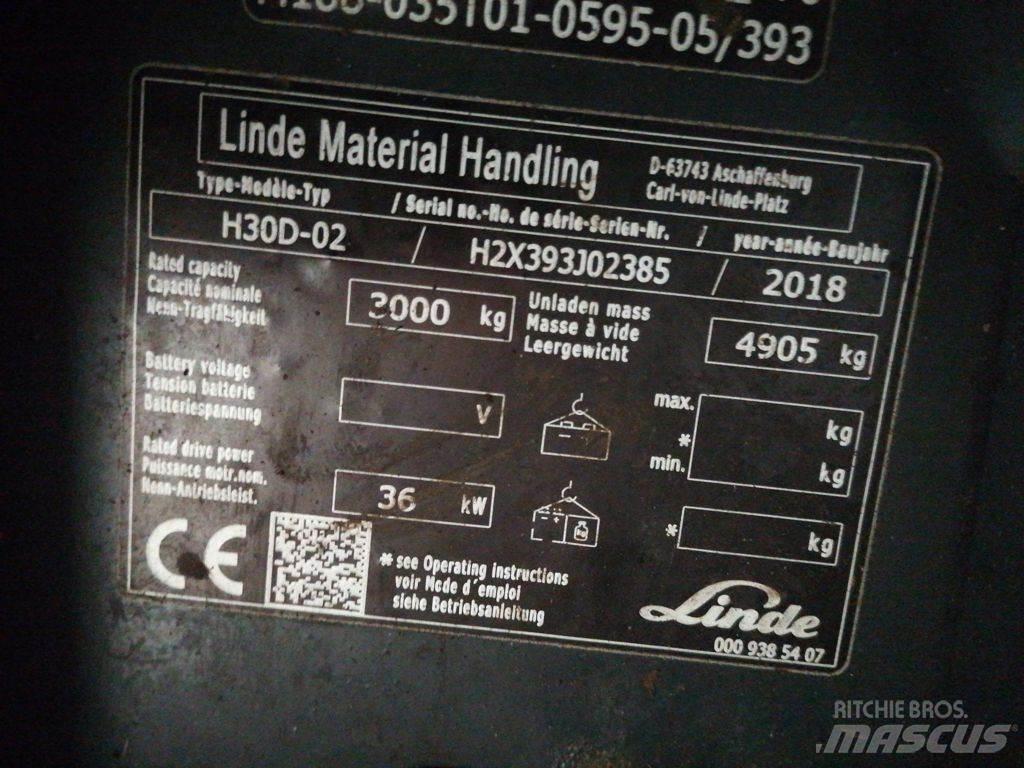 035T01-0595-05/393
Linde Material Handling
D-63743 Aschaffenburg
Carl-von-Linde-Platz
Type-Modèle-Typ / Serial no.-No. de série-Serien-Nr. / year-année-Baujahr
H30D-02 / H2X393J02385 / 2018
Rated capacity
Capacité nominale
Nenn-Tragfähigkeit
3000 kg
Unladen mass
Masse à vide
Leergewicht
4905 kg
Battery voltage
Tension batterie
Batteriespannung
V
max.
*
min.
kg
kg
Rated drive power
Puissance motr.nom.
Nenn-Antriebsleist.
36 kW
* kg
CE
* see Operating instructions
voir Mode d'emploi
siehe Betriebsanleitung
Linde
000 938 54 07
RITCHIE BROS.
MASCUS